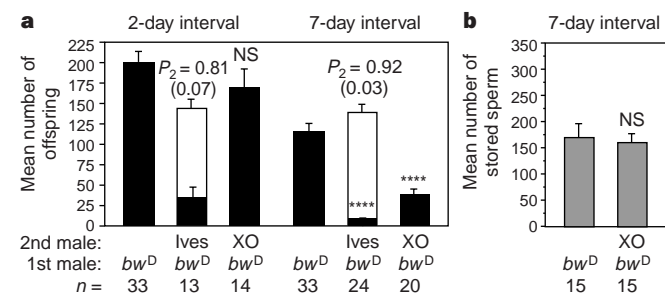 a
2-day interval
7-day interval
Mean number of offspring
225
200
175
150
125
100
75
50
25
0
P2 = 0.81
(0.07)
NS
P2 = 0.92
(0.03)
****
****
2nd male: Ives XO Ives XO
1st male: bwD bwD bwD bwD bwD bwD
n = 33 13 14 33 24 20
b
7-day interval
Mean number of stored sperm
350
300
250
200
150
100
50
0
NS
XO
bwD bwD
15 15